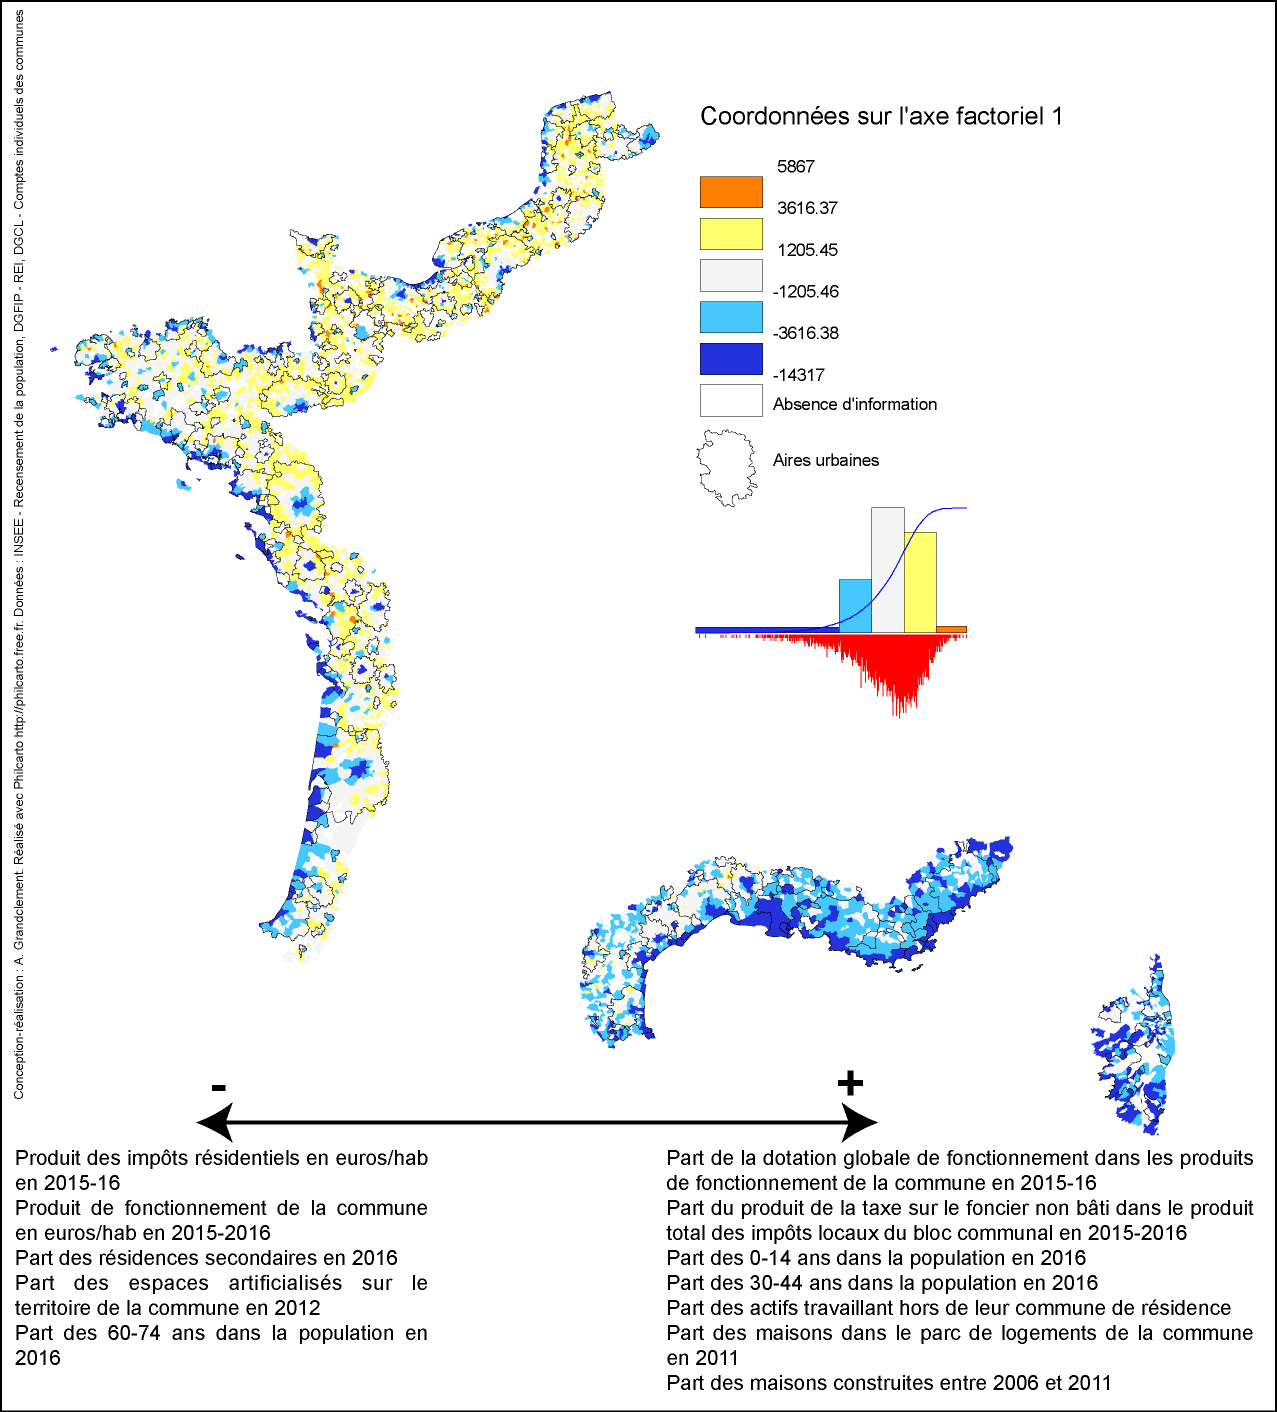 Conception-réalisation : A. Grandclement. Réalisé avec Philcarto http://philcarto.free.fr. Données : INSEE - Recensement de la population, DGFIP - REI, DGCL - Comptes individuels des communes
Coordonnées sur l'axe factoriel 1
5867
3616.37
1205.45
-1205.46
-3616.38
-14317
Absence d'information
Aires urbaines
- +
Produit des impôts résidentiels en euros/hab
en 2015-16
Produit de fonctionnement de la commune
en euros/hab en 2015-2016
Part des résidences secondaires en 2016
Part des espaces artificialisés sur le
territoire de la commune en 2012
Part des 60-74 ans dans la population en
2016
Part de la dotation globale de fonctionnement dans les produits
de fonctionnement de la commune en 2015-16
Part du produit de la taxe sur le foncier non bâti dans le produit
total des impôts locaux du bloc communal en 2015-2016
Part des 0-14 ans dans la population en 2016
Part des 30-44 ans dans la population en 2016
Part des actifs travaillant hors de leur commune de résidence
Part des maisons dans le parc de logements de la commune
en 2011
Part des maisons construites entre 2006 et 2011